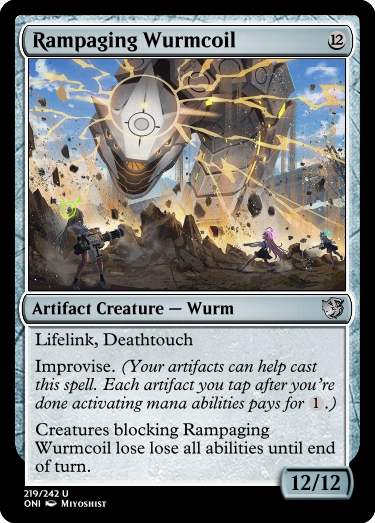 Rampaging Wurmcoil 12
Artifact Creature — Wurm
Lifelink, Deathtouch
Improvise. (Your artifacts can help cast
this spell. Each artifact you tap after you're
done activating mana abilities pays for 1.)
Creatures blocking Rampaging
Wurmcoil lose lose all abilities until end
of turn.
12/12
219/242 U
ONI Miyoshist